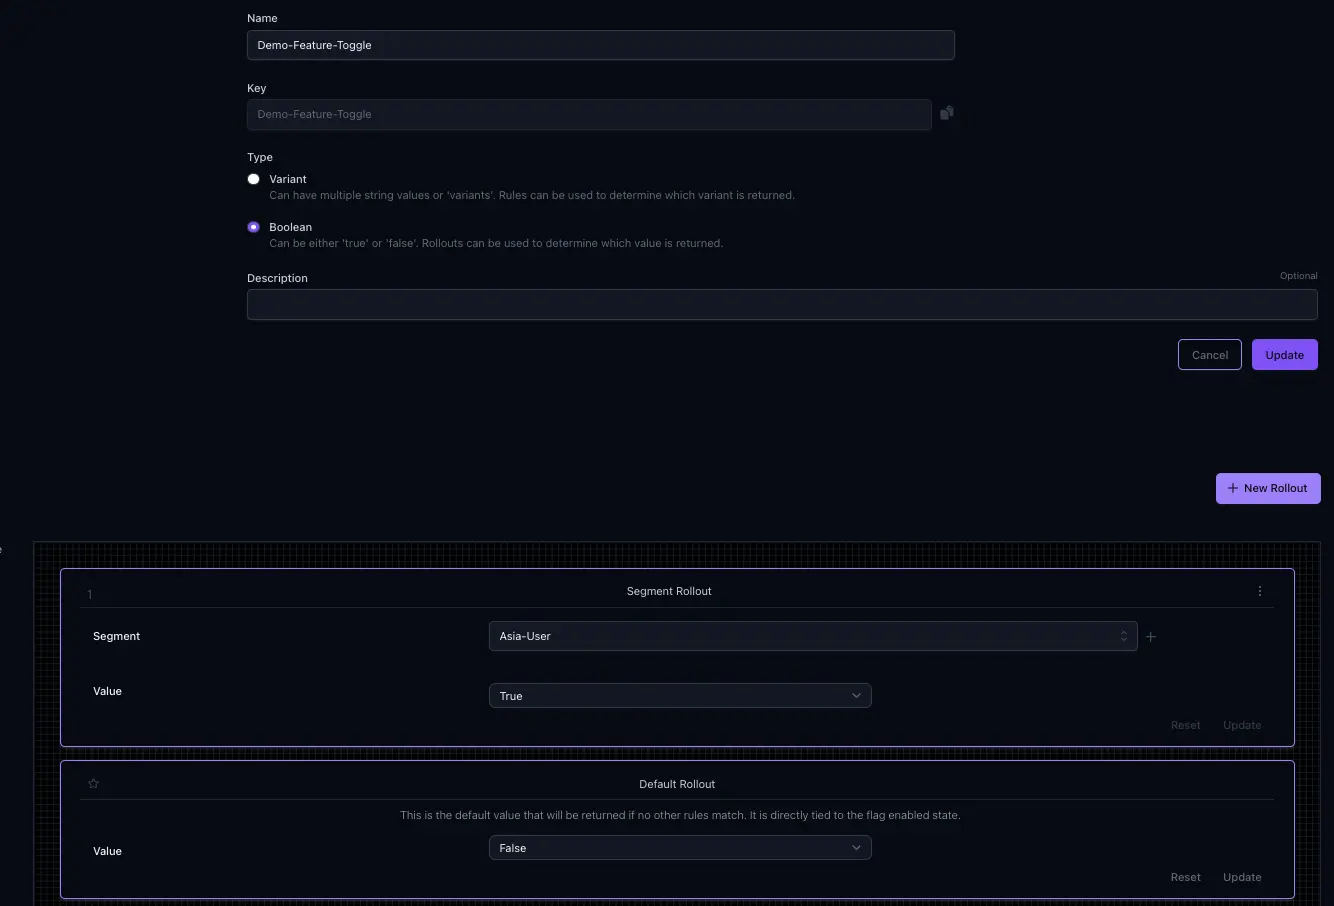 Name
Demo-Feature-Toggle
Key
Demo-Feature-Toggle
Type
Variant
Can have multiple string values or 'variants'. Rules can be used to determine which variant is returned.
Boolean
Can be either 'true' or 'false'. Rollouts can be used to determine which value is returned.
Description
Optional
Cancel
Update
+ New Rollout
e
1
Segment Rollout
Segment
Asia-User
Value
True
Reset
Update
Default Rollout
This is the default value that will be returned if no other rules match. It is directly tied to the flag enabled state.
Value
False
Reset
Update